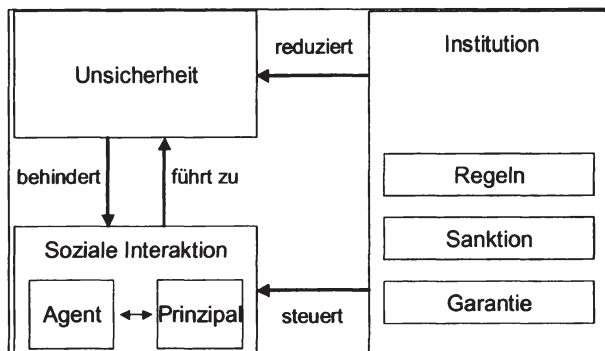 Unsicherheit
reduziert
Institution
behindert
führt zu
Regeln
Sanktion
Garantie
Soziale Interaktion
Agent
Prinzipal
steuert